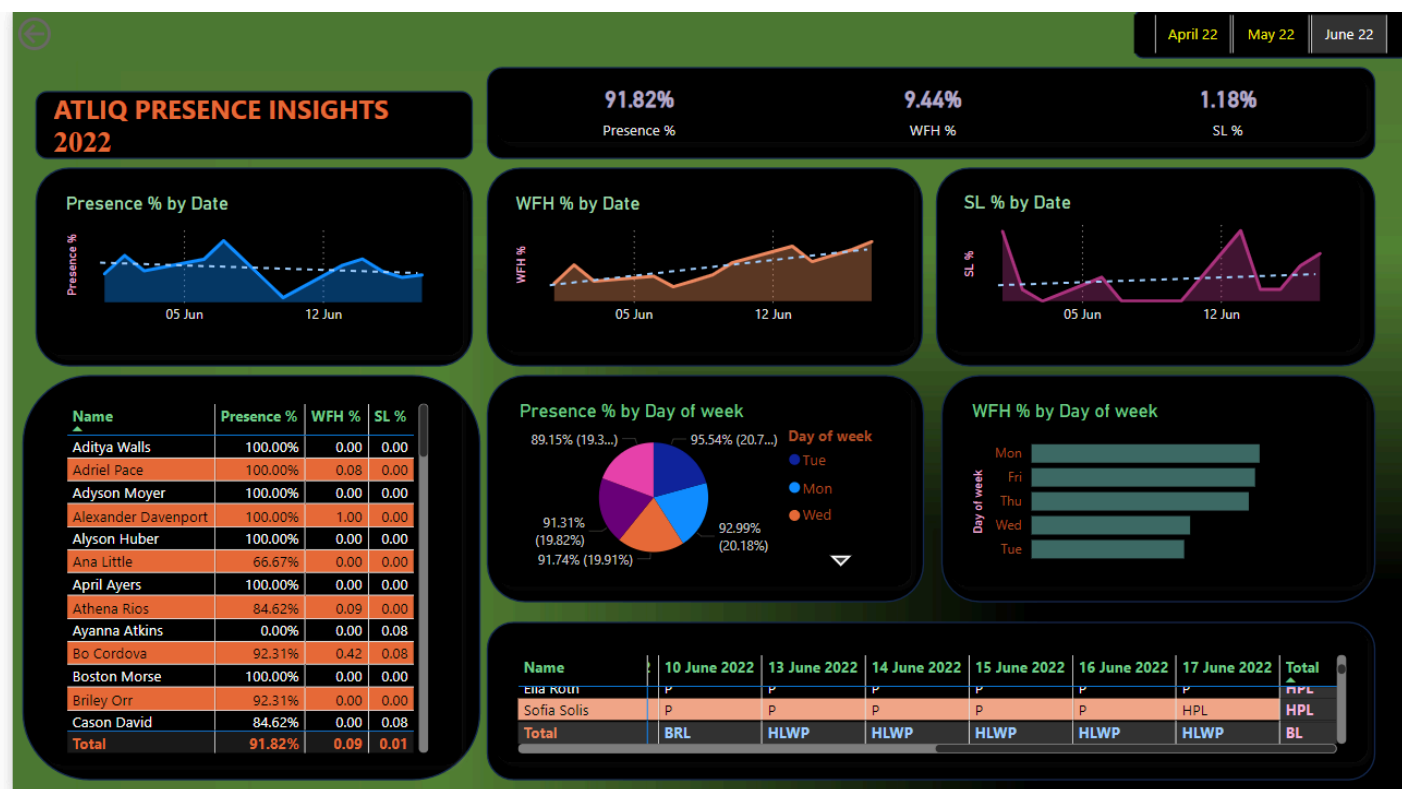 April 22 May 22 June 22
ATLIQ PRESENCE INSIGHTS
2022
91.82% 9.44% 1.18%
Presence % WFH % SL %
Presence % by Date
Presence %
05 Jun 12 Jun
WFH % by Date
WFH %
05 Jun 12 Jun
SL % by Date
SL %
05 Jun 12 Jun
Name Presence % WFH % SL %
Aditya Walls 100.00% 0.00 0.00
Adriel Pace 100.00% 0.08 0.00
Adyson Moyer 100.00% 0.00 0.00
Alexander Davenport 100.00% 1.00 0.00
Alyson Huber 100.00% 0.00 0.00
Ana Little 66.67% 0.00 0.00
April Ayers 100.00% 0.00 0.00
Athena Rios 84.62% 0.09 0.00
Ayanna Atkins 0.00% 0.00 0.08
Bo Cordova 92.31% 0.42 0.08
Boston Morse 100.00% 0.00 0.00
Briley Orr 92.31% 0.00 0.00
Cason David 84.62% 0.00 0.08
Total 91.82% 0.09 0.01
Presence % by Day of week
89.15% (19.3...) 95.54% (20.7...)
91.31%
(19.82%)
92.99%
(20.18%)
91.74% (19.91%)
Day of week
Tue
Mon
Wed
WFH % by Day of week
Day of week
Mon
Fri
Thu
Wed
Tue
Name 10 June 2022 13 June 2022 14 June 2022 15 June 2022 16 June 2022 17 June 2022 Total
Ella Roth P P P P P P HPL
Sofia Solis P P P P P HPL HPL
Total BRL HLWP HLWP HLWP HLWP HLWP BL